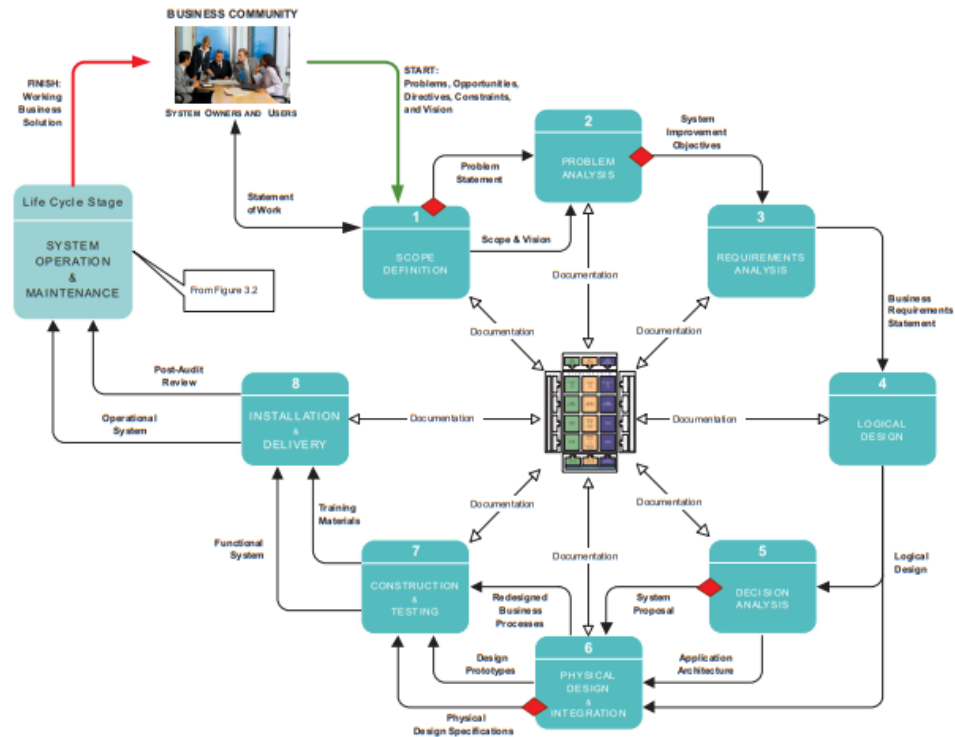 BUSINESS COMMUNITY
SYSTEM OWNERS AND USERS
FINISH:
Working
Business
Solution
START:
Problems, Opportunities,
Directives, Constraints,
and Vision
Statement
of Work
Problem
Statement
2
PROBLEM
ANALYSIS
System
Improvement
Objectives
Life Cycle Stage
SYSTEM
OPERATION
&
MAINTENANCE
From Figure 3.2
1
SCOPE
DEFINITION
Scope & Vision
3
REQUIREMENTS
ANALYSIS
Documentation
Documentation
Documentation
Business
Requirements
Statement
Post-Audit
Review
Operational
System
8
INSTALLATION
&
DELIVERY
Documentation
Documentation
4
LOGICAL
DESIGN
Documentation
Documentation
Training
Materials
Functional
System
7
CONSTRUCTION
&
TESTING
Documentation
Redesigned
Business
Processes
System
Proposal
5
DECISION
ANALYSIS
Logical
Design
Design
Prototypes
6
PHYSICAL
DESIGN
&
INTEGRATION
Application
Architecture
Physical
Design Specifications